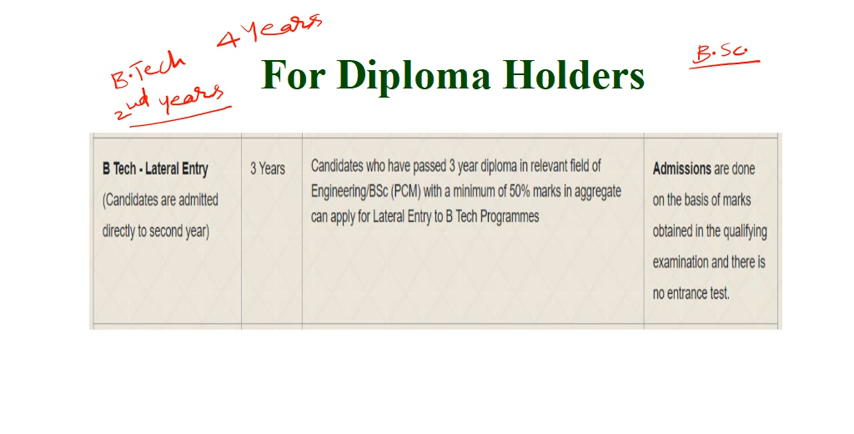 4 Years
B.Tech
2nd years
B.Sc.
For Diploma Holders
B Tech - Lateral Entry
(Candidates are admitted
directly to second year)
3 Years
Candidates who have passed 3 year diploma in relevant field of
Engineering/BSc (PCM) with a minimum of 50% marks in aggregate
can apply for Lateral Entry to B Tech Programmes
Admissions are done
on the basis of marks
obtained in the qualifying
examination and there is
no entrance test.